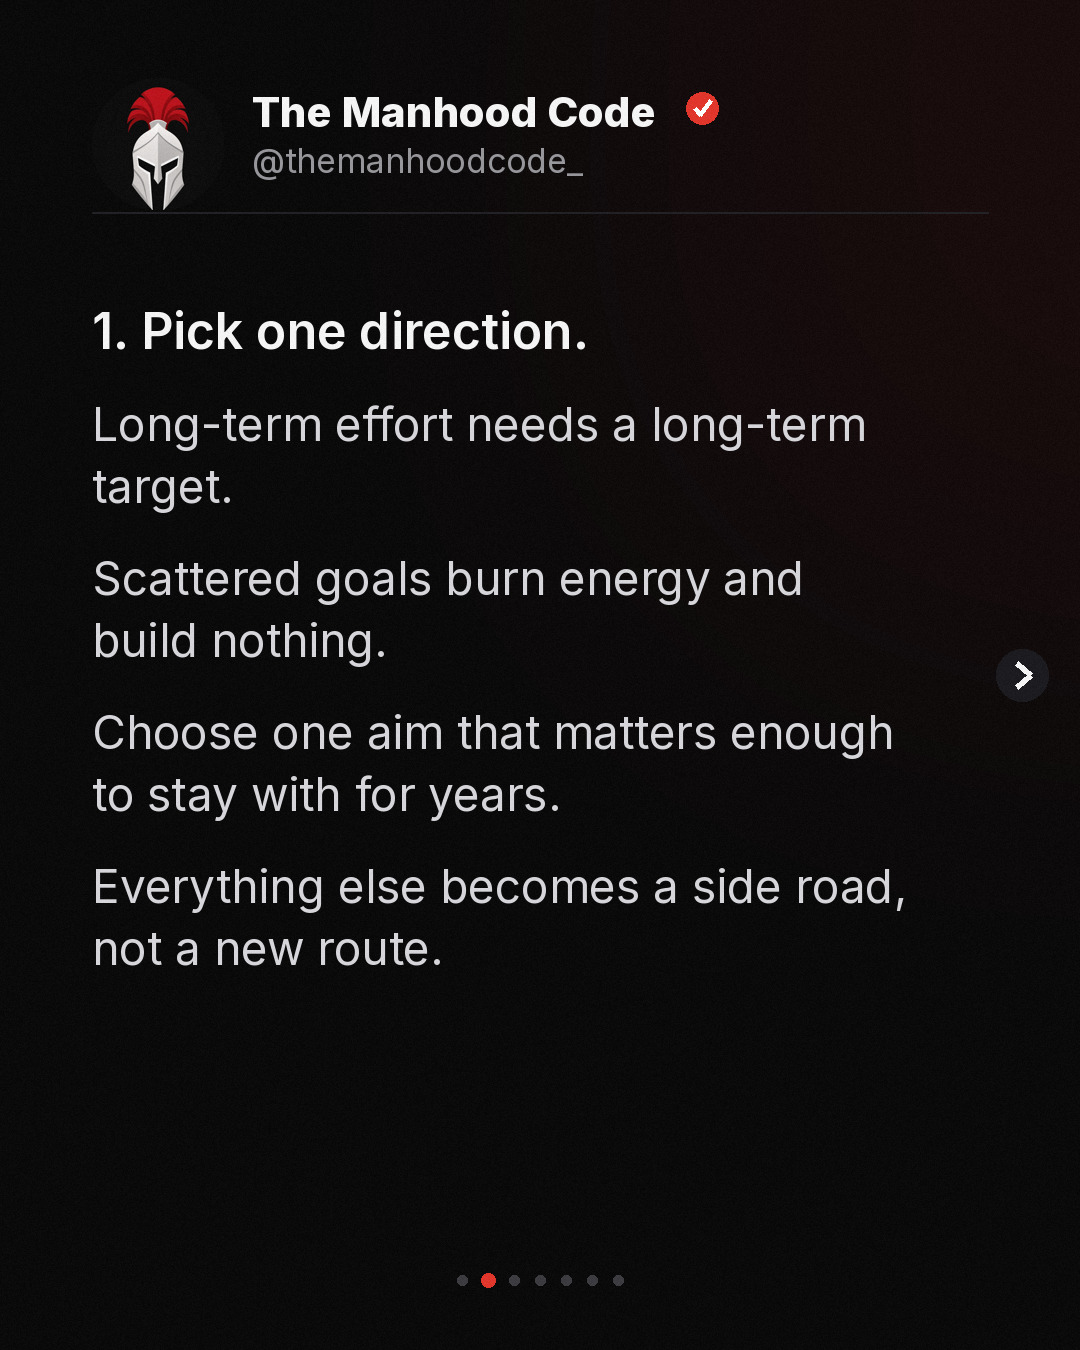 The Manhood Code
@themanhoodcode_
1. Pick one direction.
Long-term effort needs a long-term
target.
Scattered goals burn energy and
build nothing.
Choose one aim that matters enough
to stay with for years.
Everything else becomes a side road,
not a new route.